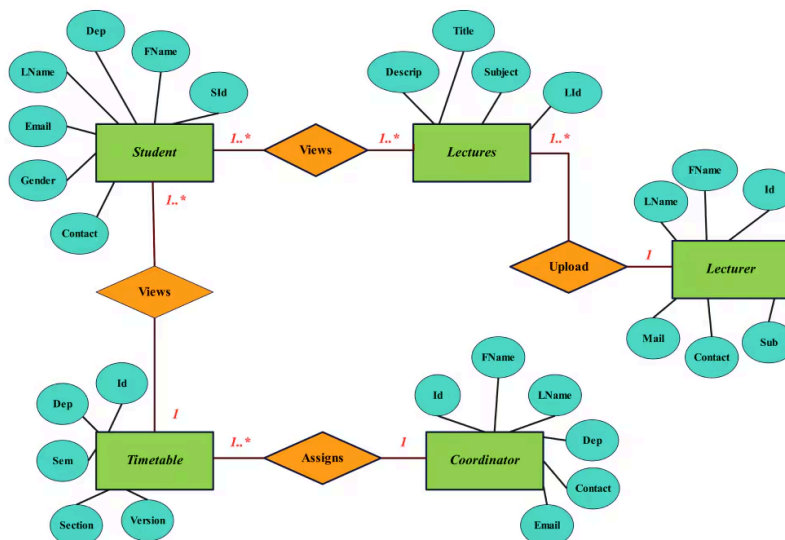 Dep
Title
FName
LName
Descrip
Subject
SId
LId
Email
Student
1..*
Views
1..*
Lectures
1..*
Gender
FName
LName
Id
1..*
Contact
Upload
1
Lecturer
Views
Mail
Contact
Sub
FName
Id
Dep
Id
LName
1
Dep
Sem
Timetable
1..*
Assigns
1
Coordinator
Contact
Section
Version
Email